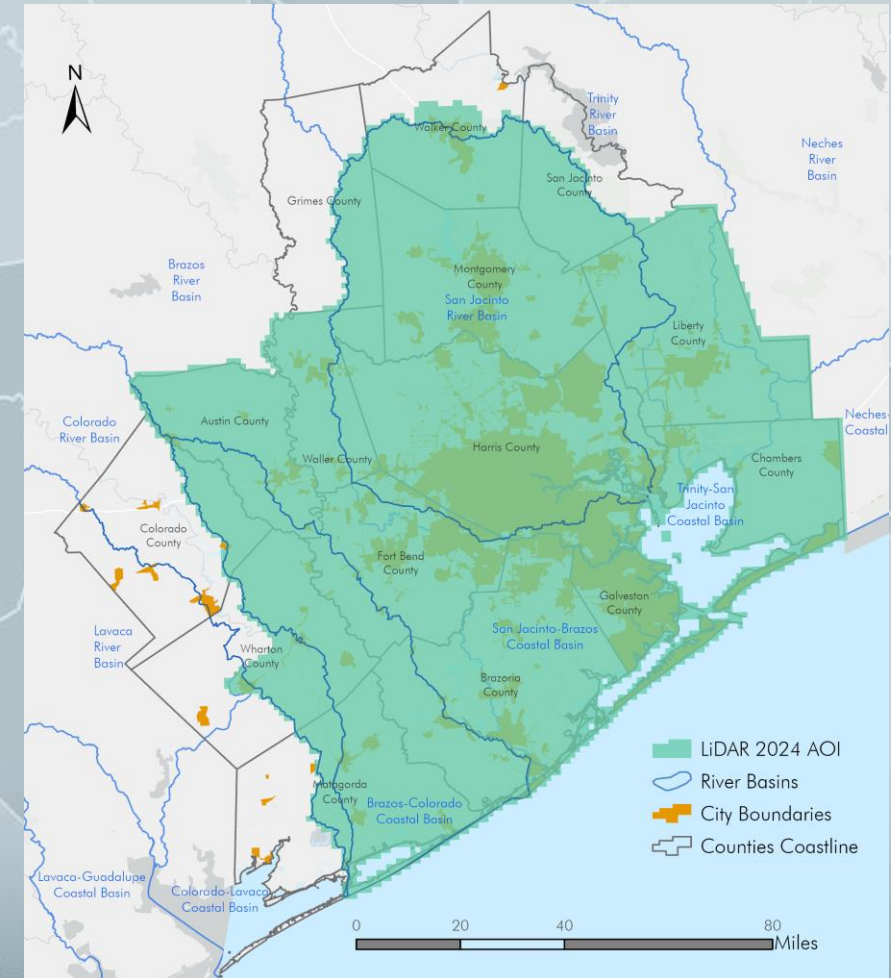 N
Trinity
River
Basin
Walker County
Neches
River
Basin
San Jacinto
County
Grimes County
Brazos
River
Basin
Montgomery
County
San Jacinto
River Basin
Liberty
County
Colorado
River Basin
Austin County
Neches-
Coastal
Harris County
Waller County
Chambers
County
Trinity-San
Jacinto
Coastal Basin
Colorado
County
Fort Bend
County
Galveston
County
San Jacinto-Brazos
Coastal Basin
Lavaca
River
Basin
Wharton
County
Brazoria
County
LiDAR 2024 AOI
River Basins
City Boundaries
Counties Coastline
Matagorda
County
Brazos-Colorado
Coastal Basin
Lavaca-Guadalupe
Coastal Basin
Colorado-Lavaca
Coastal Basin
0 20 40 80
Miles